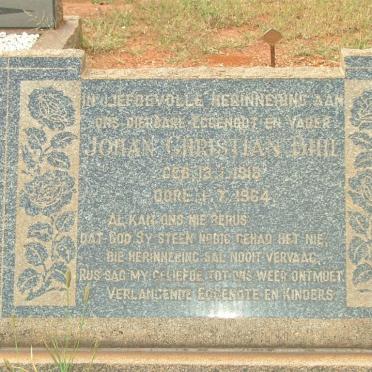 IN LIEFDEVOLLE HERINNERING AAN
ONS DIERBARE EGGENOOT EN VADER
JOHAN CHRISTIAN DIHL
GEB. 13.1.1918
OORL. 1.7.1964
AL KAN ONS NIE BERUS
DAT GOD SY STEEN NODIG GEHAD HET NIE,
DIE HERINNERING SAL NOOIT VERVAAG,
RUS SAG MY GELIEFDE TOT ONS WEER ONTMOET
VERLANGENDE EGGENOTE EN KINDERS